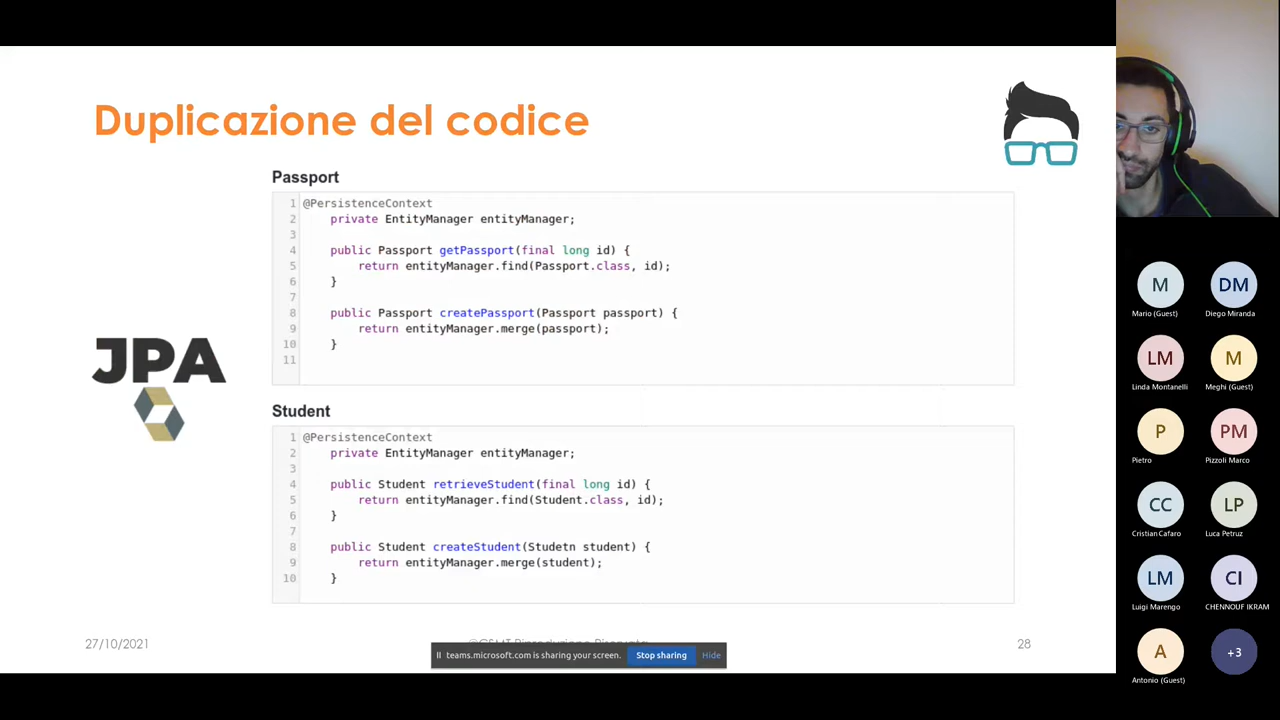 Duplicazione del codice
Passport
1 @PersistenceContext
2 private EntityManager entityManager;
3
4 public Passport getPassport(final long id) {
5 return entityManager.find(Passport.class, id);
6 }
7
8 public Passport createPassport(Passport passport) {
9 return entityManager.merge(passport);
10 }
11
JPA
Student
1 @PersistenceContext
2 private EntityManager entityManager;
3
4 public Student retrieveStudent(final long id) {
5 return entityManager.find(Student.class, id);
6 }
7
8 public Student createStudent(Studetn student) {
9 return entityManager.merge(student);
10 }
27/10/2021
28
teams.microsoft.com is sharing your screen. Stop sharing Hide
M DM
Mario (Guest) Diego Miranda
LM M
Linda Montanelli Meghi (Guest)
P PM
Pietro Pizzoli Marco
CC LP
Cristian Cafaro Luca Petruz
LM CI
Luigi Marengo CHENNOUF IKRAM
A +3
Antonio (Guest)